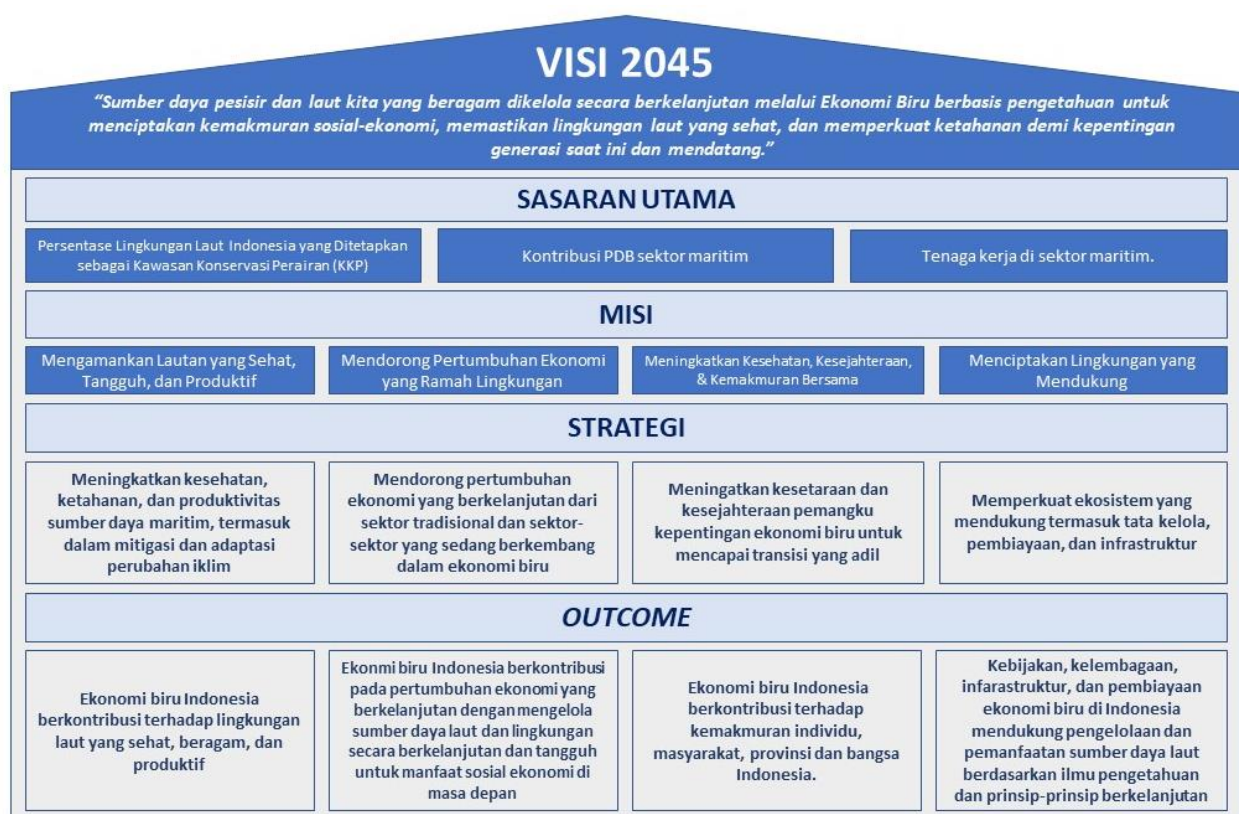 VISI 2045
“Sumber daya pesisir dan laut kita yang beragam dikelola secara berkelanjutan melalui Ekonomi Biru berbasis pengetahuan untuk
menciptakan kemakmuran sosial-ekonomi, memastikan lingkungan laut yang sehat, dan memperkuat ketahanan demi kepentingan
generasi saat ini dan mendatang.”
SASARAN UTAMA
Persentase Lingkungan Laut Indonesia yang Ditetapkan
sebagai Kawasan Konservasi Perairan (KKP)
Kontribusi PDB sektor maritim
Tenaga kerja di sektor maritim.
MISI
Mengamankan Lautan yang Sehat,
Tangguh, dan Produktif
Mendorong Pertumbuhan Ekonomi
yang Ramah Lingkungan
Meningkatkan Kesehatan, Kesejahteraan,
& Kemakmuran Bersama
Menciptakan Lingkungan yang
Mendukung
STRATEGI
Meningkatkan kesehatan,
ketahanan, dan produktivitas
sumber daya maritim, termasuk
dalam mitigasi dan adaptasi
perubahan iklim
Mendorong pertumbuhan
ekonomi yang berkelanjutan dari
sektor tradisional dan sektor-
sektor yang sedang berkembang
dalam ekonomi biru
Meningatkan kesetaraan dan
kesejahteraan pemangku
kepentingan ekonomi biru untuk
mencapai transisi yang adil
Memperkuat ekosistem yang
mendukung termasuk tata kelola,
pembiayaan, dan infrastruktur
OUTCOME
Ekonomi biru Indonesia
berkontribusi terhadap lingkungan
laut yang sehat, beragam, dan
produktif
Ekonmi biru Indonesia berkontribusi
pada pertumbuhan ekonomi yang
berkelanjutan dengan mengelola
sumber daya laut dan lingkungan
secara berkelanjutan dan tangguh
untuk manfaat sosial ekonomi di
masa depan
Ekonomi biru Indonesia
berkontribusi terhadap
kemakmuran individu,
masyarakat, provinsi dan bangsa
Indonesia.
Kebijakan, kelembagaan,
infarastruktur, dan pembiayaan
ekonomi biru di Indonesia
mendukung pengelolaan dan
pemanfaatan sumber daya laut
berdasarkan ilmu pengetahuan
dan prinsip-prinsip berkelanjutan